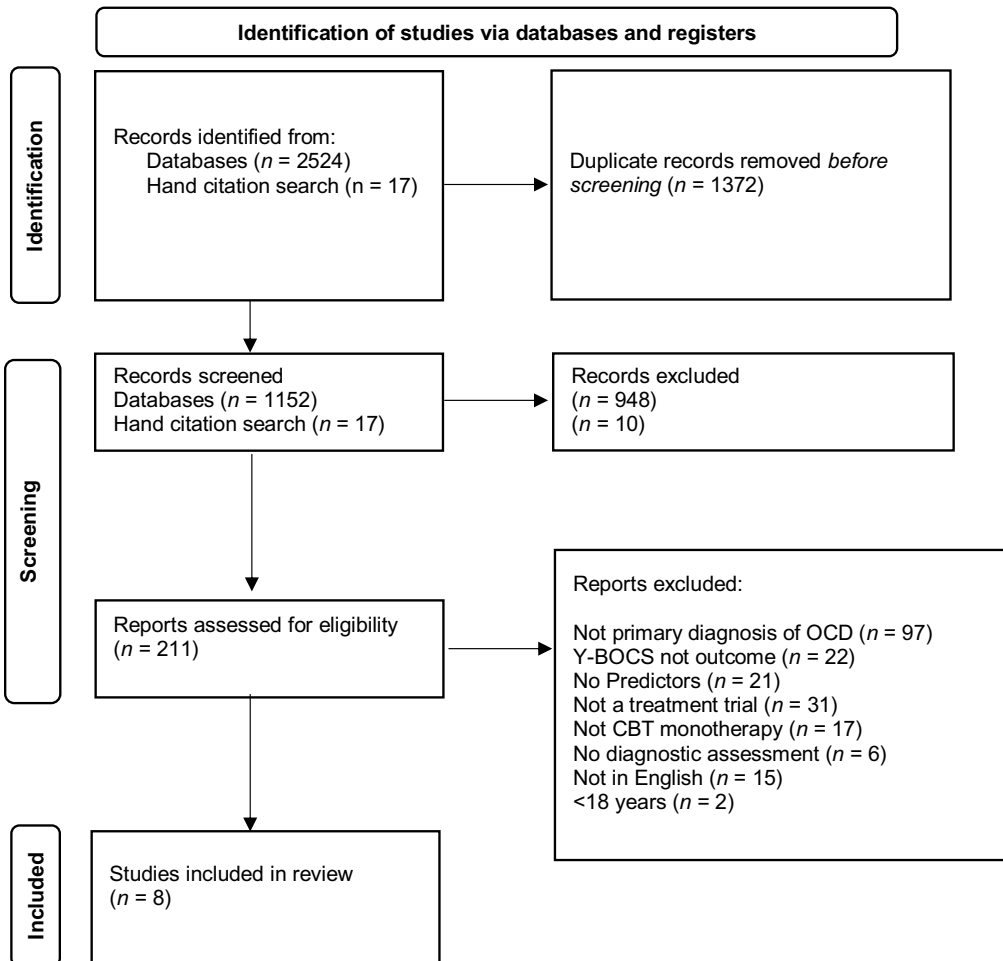 Identification of studies via databases and registers
Identification
Records identified from:
Databases (n = 2524)
Hand citation search (n = 17)
Duplicate records removed before
screening (n = 1372)
Screening
Records screened
Databases (n = 1152)
Hand citation search (n = 17)
Records excluded
(n = 948)
(n = 10)
Reports assessed for eligibility
(n = 211)
Reports excluded:
Not primary diagnosis of OCD (n = 97)
Y-BOCS not outcome (n = 22)
No Predictors (n = 21)
Not a treatment trial (n = 31)
Not CBT monotherapy (n = 17)
No diagnostic assessment (n = 6)
Not in English (n = 15)
<18 years (n = 2)
Included
Studies included in review
(n = 8)